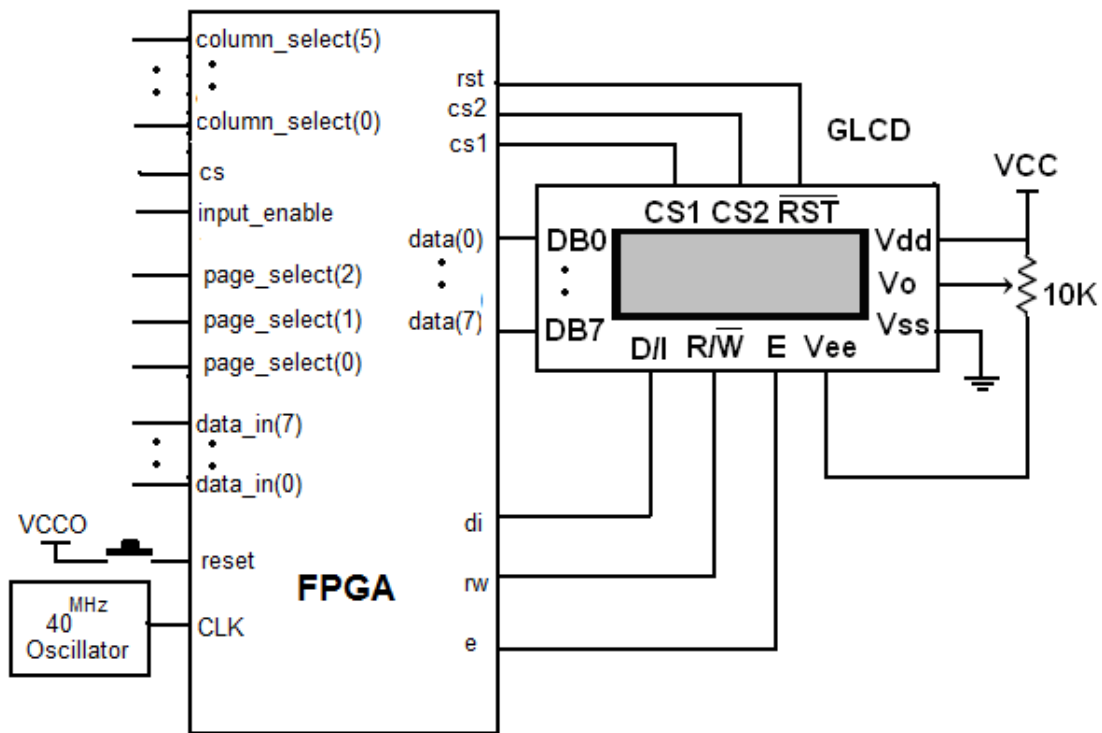 column_select(5)
column_select(0)
cs
input_enable
page_select(2)
page_select(1)
page_select(0)
data_in(7)
data_in(0)
VCCO
reset
40 MHz
Oscillator
CLK
FPGA
rst
cs2
cs1
data(0)
data(7)
di
rw
e
GLCD
CS1 CS2 R̅S̅T̅
DB0
DB7
D/I R/W̅ E Vee
Vdd
Vo
Vss
VCC
10K